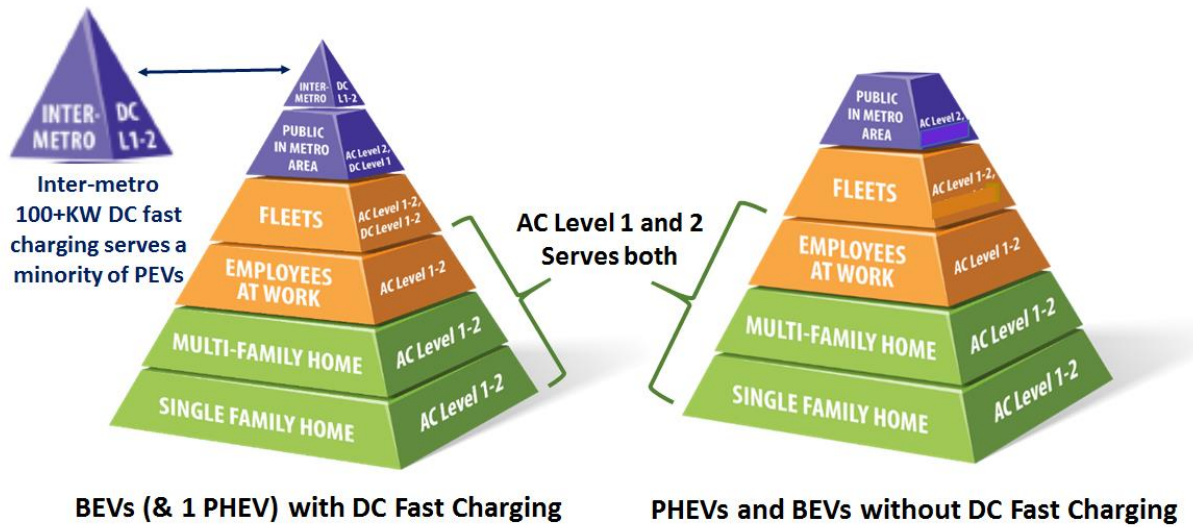 INTER-
METRO
DC
L1-2
Inter-metro
100+KW DC fast
charging serves a
minority of PEVs
INTER-
METRO
DC
L1-2
PUBLIC
IN METRO
AREA
AC Level 2,
DC Level 1
FLEETS
AC Level 1-2,
DC Level 1-2
EMPLOYEES
AT WORK
AC Level 1-2
MULTI-FAMILY HOME
AC Level 1-2
SINGLE FAMILY HOME
AC Level 1-2
BEVs (& 1 PHEV) with DC Fast Charging
AC Level 1 and 2
Serves both
PUBLIC
IN METRO
AREA
AC Level 2,
FLEETS
AC Level 1-2,
EMPLOYEES
AT WORK
AC Level 1-2
MULTI-FAMILY HOME
AC Level 1-2
SINGLE FAMILY HOME
AC Level 1-2
PHEVs and BEVs without DC Fast Charging